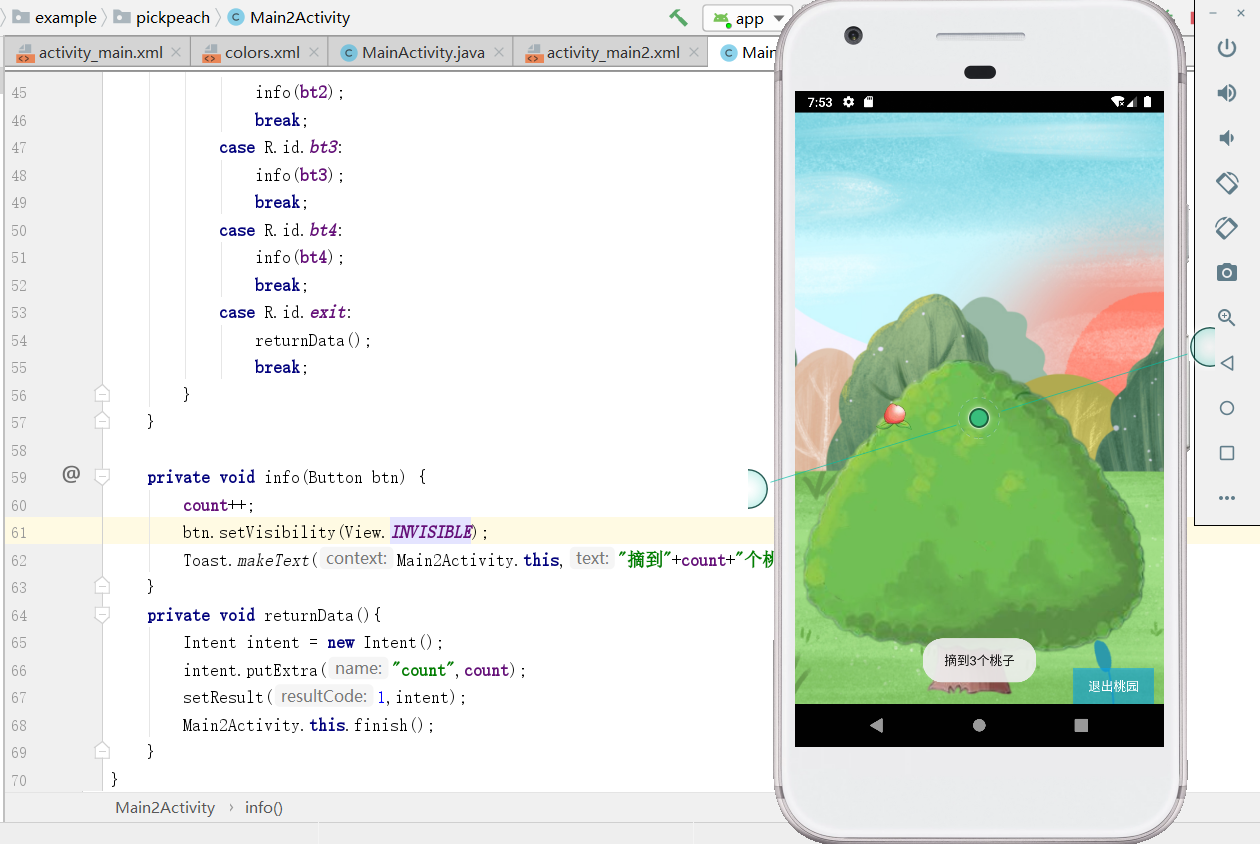 example pickpeach Main2Activity app
activity_main.xml colors.xml MainActivity.java activity_main2.xml Main
45 info(bt2);
46 break;
47 case R.id.bt3:
48 info(bt3);
49 break;
50 case R.id.bt4:
51 info(bt4);
52 break;
53 case R.id.exit:
54 returnData();
55 break;
56 }
57 }
58
59 @ private void info(Button btn) {
60 count++;
61 btn.setVisibility(View.INVISIBLE);
62 Toast.makeText( context: Main2Activity.this, text: "摘到"+count+"个桃
63 }
64 private void returnData(){
65 Intent intent = new Intent();
66 intent.putExtra( name: "count",count);
67 setResult( resultCode: 1,intent);
68 Main2Activity.this.finish();
69 }
70 }
Main2Activity › info()
7:53
摘到3个桃子
退出桃园